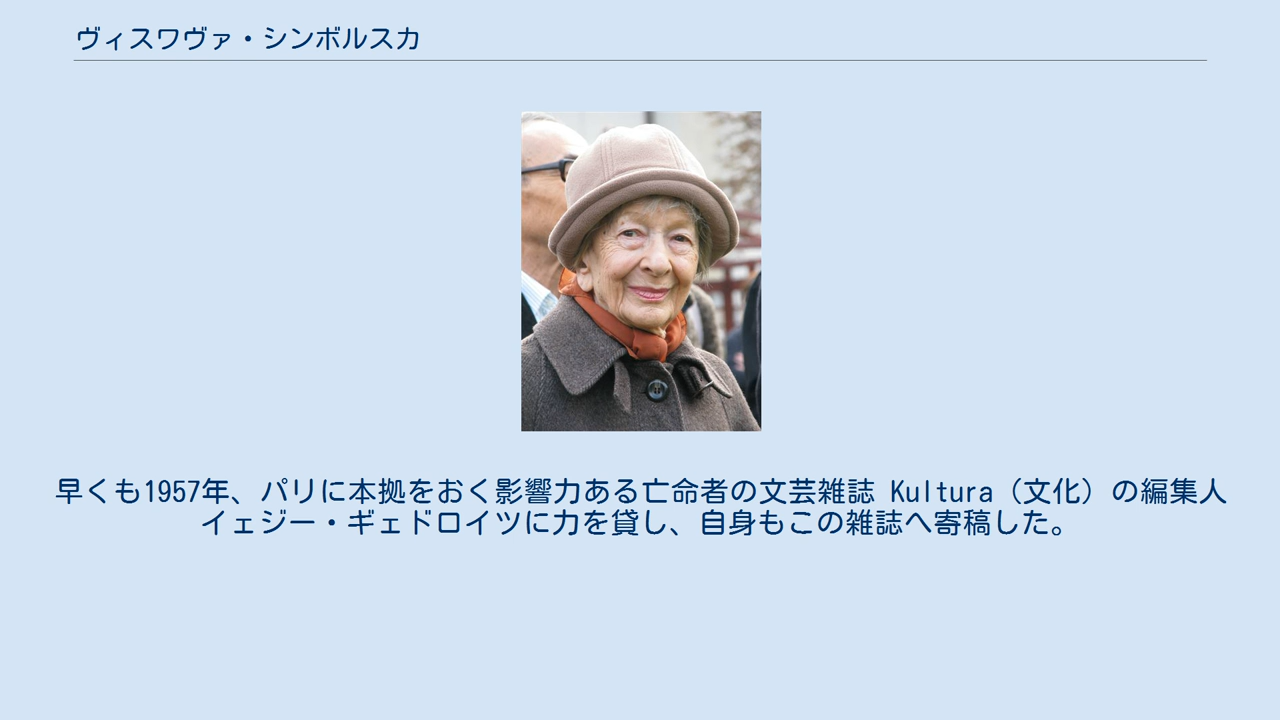 ヴィスワヴァ・シンボルスカ
早くも1957年、パリに本拠をおく影響力ある亡命者の文芸雑誌 Kultura（文化）の編集人
イェジー・ギェドロイツに力を貸し、自身もこの雑誌へ寄稿した。